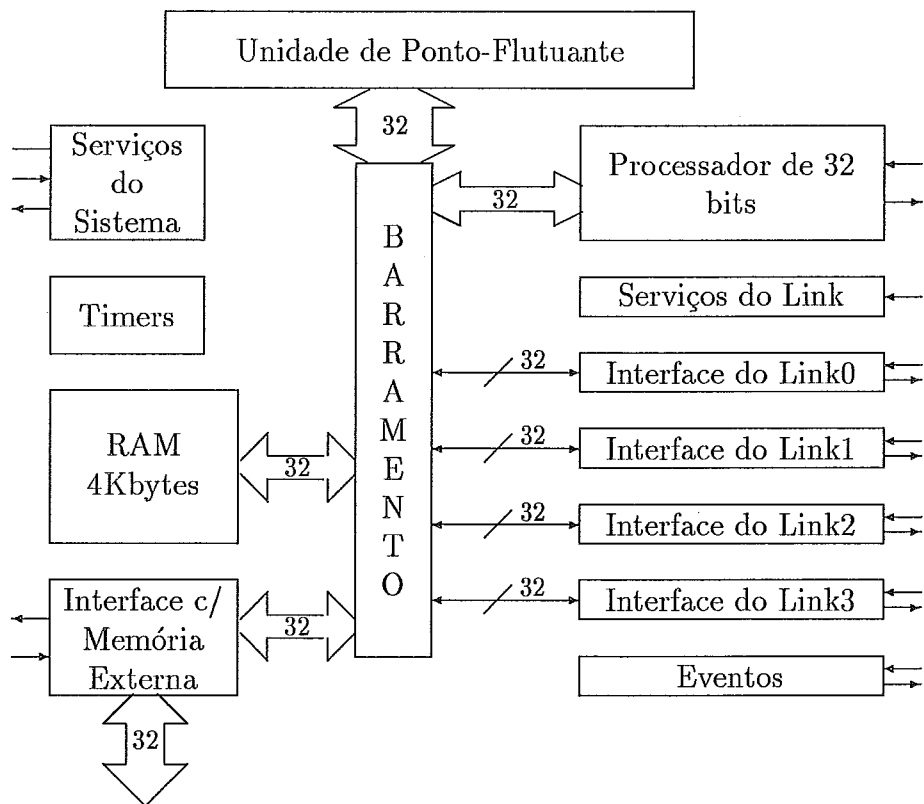 Unidade de Ponto-Flutuante
32
Serviços
do
Sistema
Processador de 32
bits
32
B
A
R
R
A
M
E
N
T
O
Timers
Serviços do Link
32
Interface do Link0
RAM
4Kbytes
32
32
Interface do Link1
32
Interface do Link2
Interface c/
Memória
Externa
32
32
Interface do Link3
Eventos
32